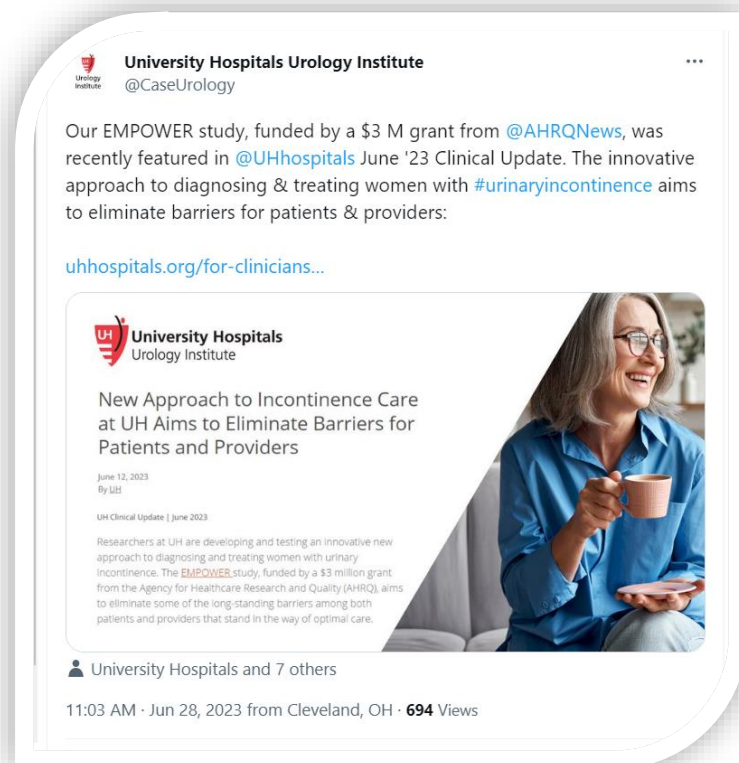 University Hospitals Urology Institute
@CaseUrology
Urology
Institute
Our EMPOWER study, funded by a $3 M grant from @AHRQNews, was
recently featured in @UHhospitals June '23 Clinical Update. The innovative
approach to diagnosing & treating women with #urinaryincontinence aims
to eliminate barriers for patients & providers:
uhhospitals.org/for-clinicians...
UH University Hospitals
Urology Institute
New Approach to Incontinence Care
at UH Aims to Eliminate Barriers for
Patients and Providers
June 12, 2023
By UH
UH Clinical Update | June 2023
Researchers at UH are developing and testing an innovative new
approach to diagnosing and treating women with urinary
incontinence. The EMPOWER study, funded by a $3 million grant
from the Agency for Healthcare Research and Quality (AHRQ), aims
to eliminate some of the long-standing barriers among both
patients and providers that stand in the way of optimal care.
University Hospitals and 7 others
11:03 AM · Jun 28, 2023 from Cleveland, OH · 694 Views